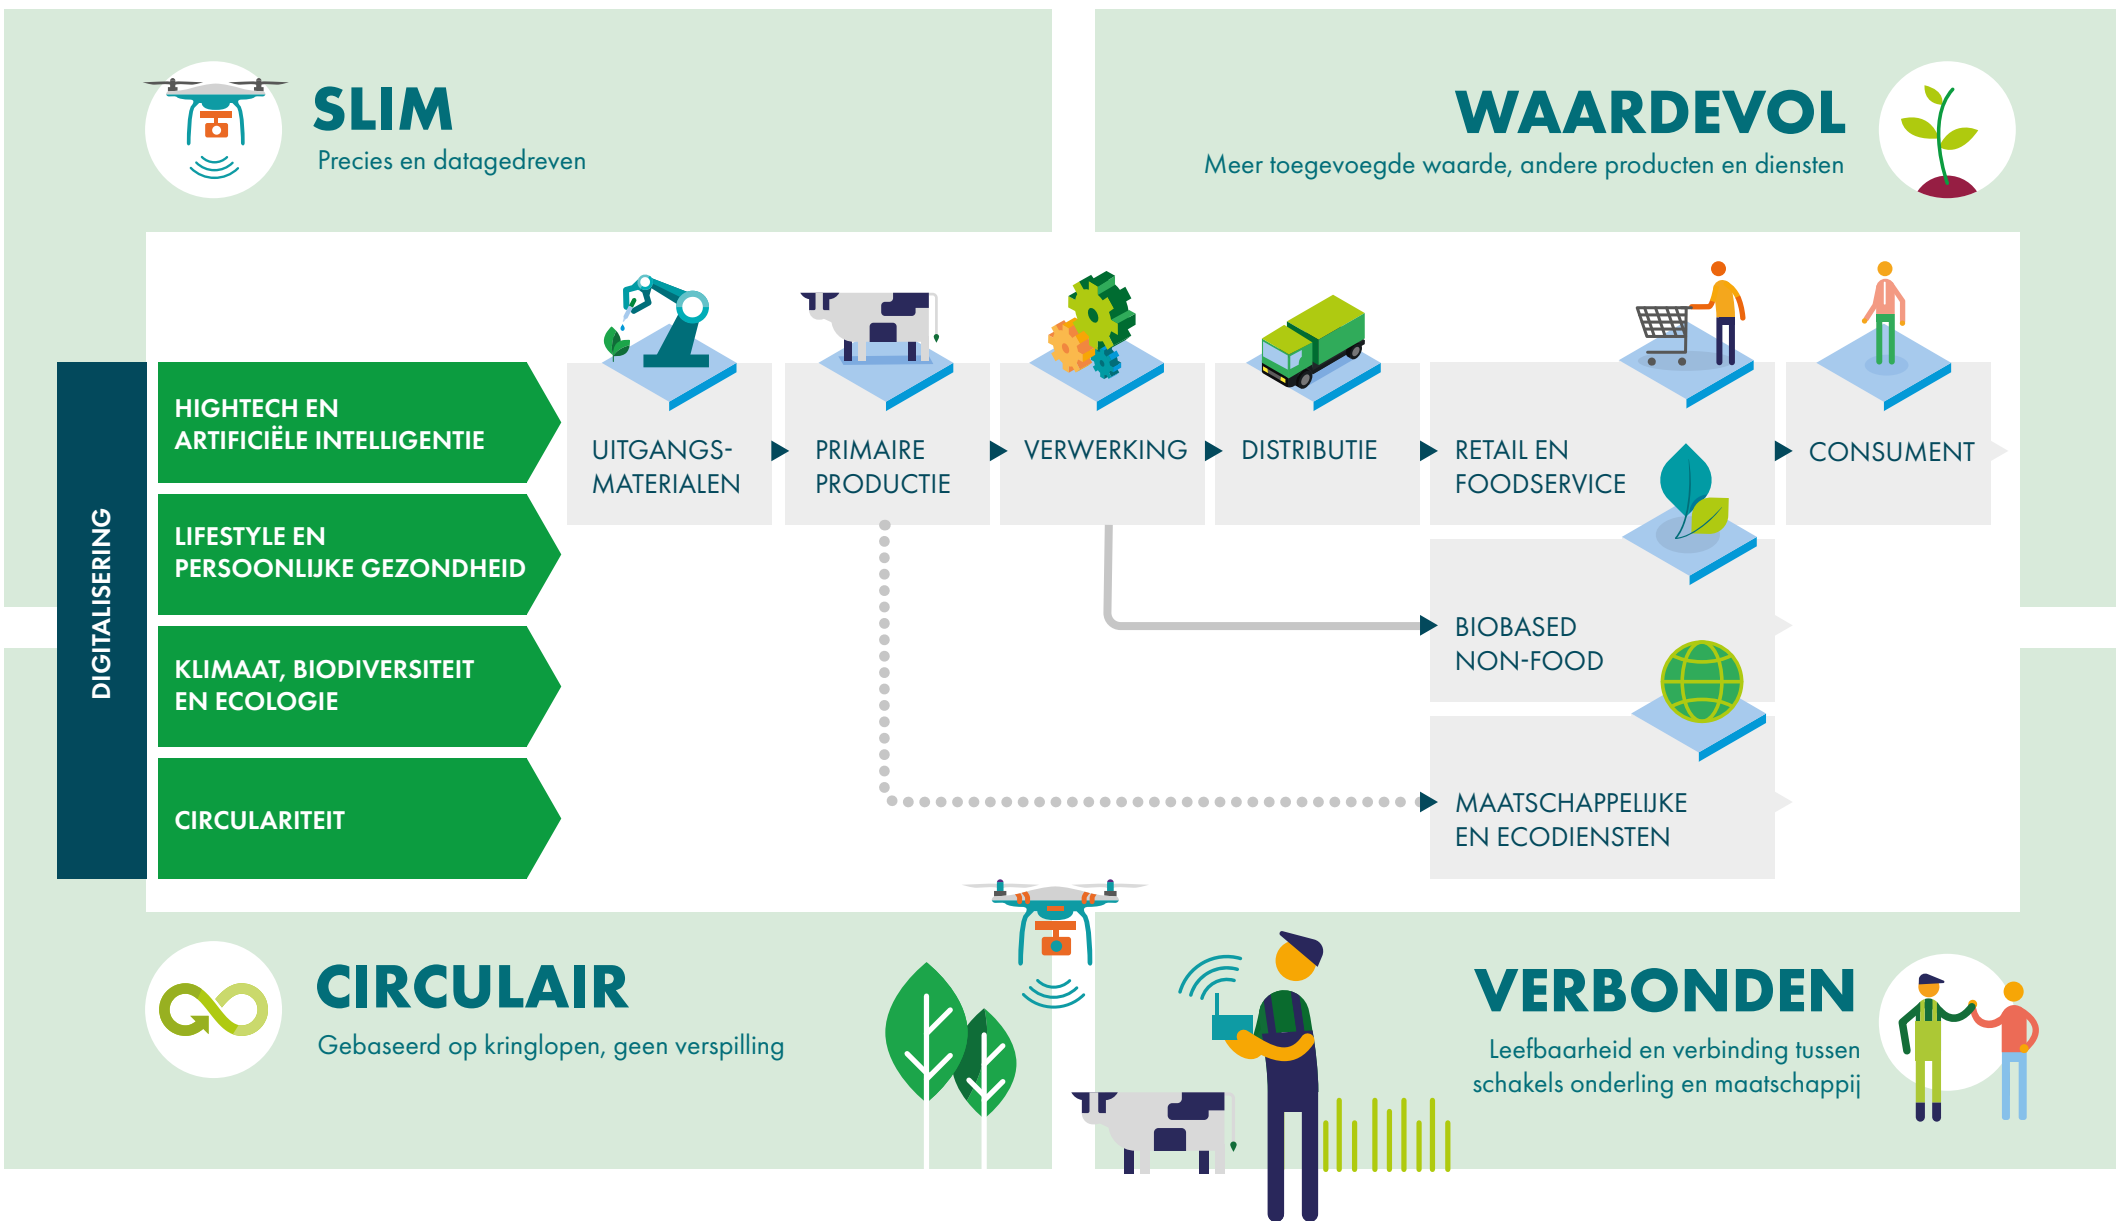 SLIM
Precies en datagedreven
WAARDEVOL
Meer toegevoegde waarde, andere producten en diensten
DIGITALISERING
HIGHTECH EN
ARTIFICIËLE INTELLIGENTIE
LIFESTYLE EN
PERSOONLIJKE GEZONDHEID
KLIMAAT, BIODIVERSITEIT
EN ECOLOGIE
CIRCULARITEIT
UITGANGS-
MATERIALEN
PRIMAIRE
PRODUCTIE
VERWERKING
DISTRIBUTIE
RETAIL EN
FOODSERVICE
CONSUMENT
BIOBASED
NON-FOOD
MAATSCHAPPELIJKE
EN ECODIENSTEN
CIRCULAIR
Gebaseerd op kringlopen, geen verspilling
VERBONDEN
Leefbaarheid en verbinding tussen
schakels onderling en maatschappij